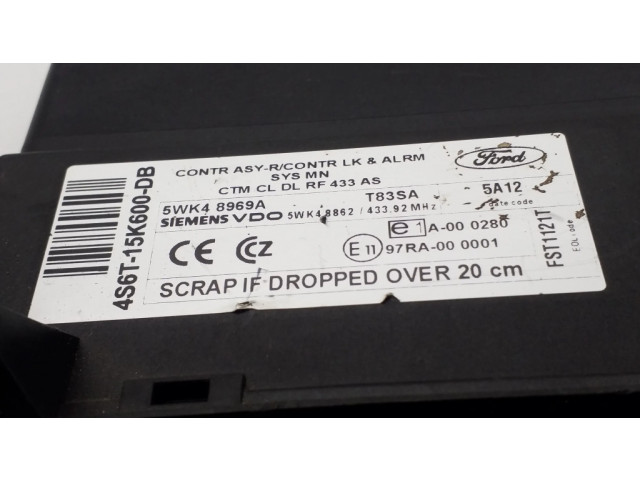 4S6T-15K600-DB
CONTR ASY-R/CONTR LK & ALRM
SYS MN
CTM CL DL RF 433 AS
Ford
5WK4 8969A T83SA 5A12
SIEMENS VDO 5WK4 8862 / 433.92 MHz gate code
CE CZ
e1 A-00 0280
E11 97RA-00 0001
SCRAP IF DROPPED OVER 20 cm
FST1121T
EOL code